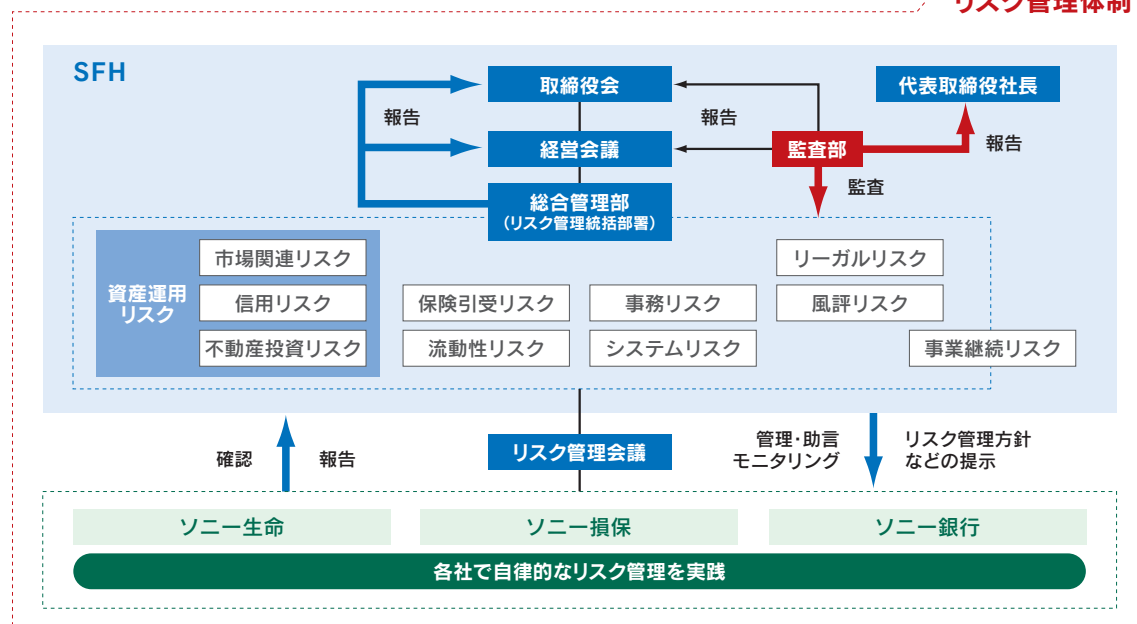 リスク管理体制
SFH
取締役会
代表取締役社長
報告
報告
経営会議
監査部
報告
監査
総合管理部
（リスク管理統括部署）
資産運用
リスク
市場関連リスク
信用リスク
不動産投資リスク
保険引受リスク
流動性リスク
事務リスク
システムリスク
リーガルリスク
風評リスク
事業継続リスク
確認
報告
リスク管理会議
管理・助言
モニタリング
リスク管理方針
などの提示
ソニー生命
ソニー損保
ソニー銀行
各社で自律的なリスク管理を実践